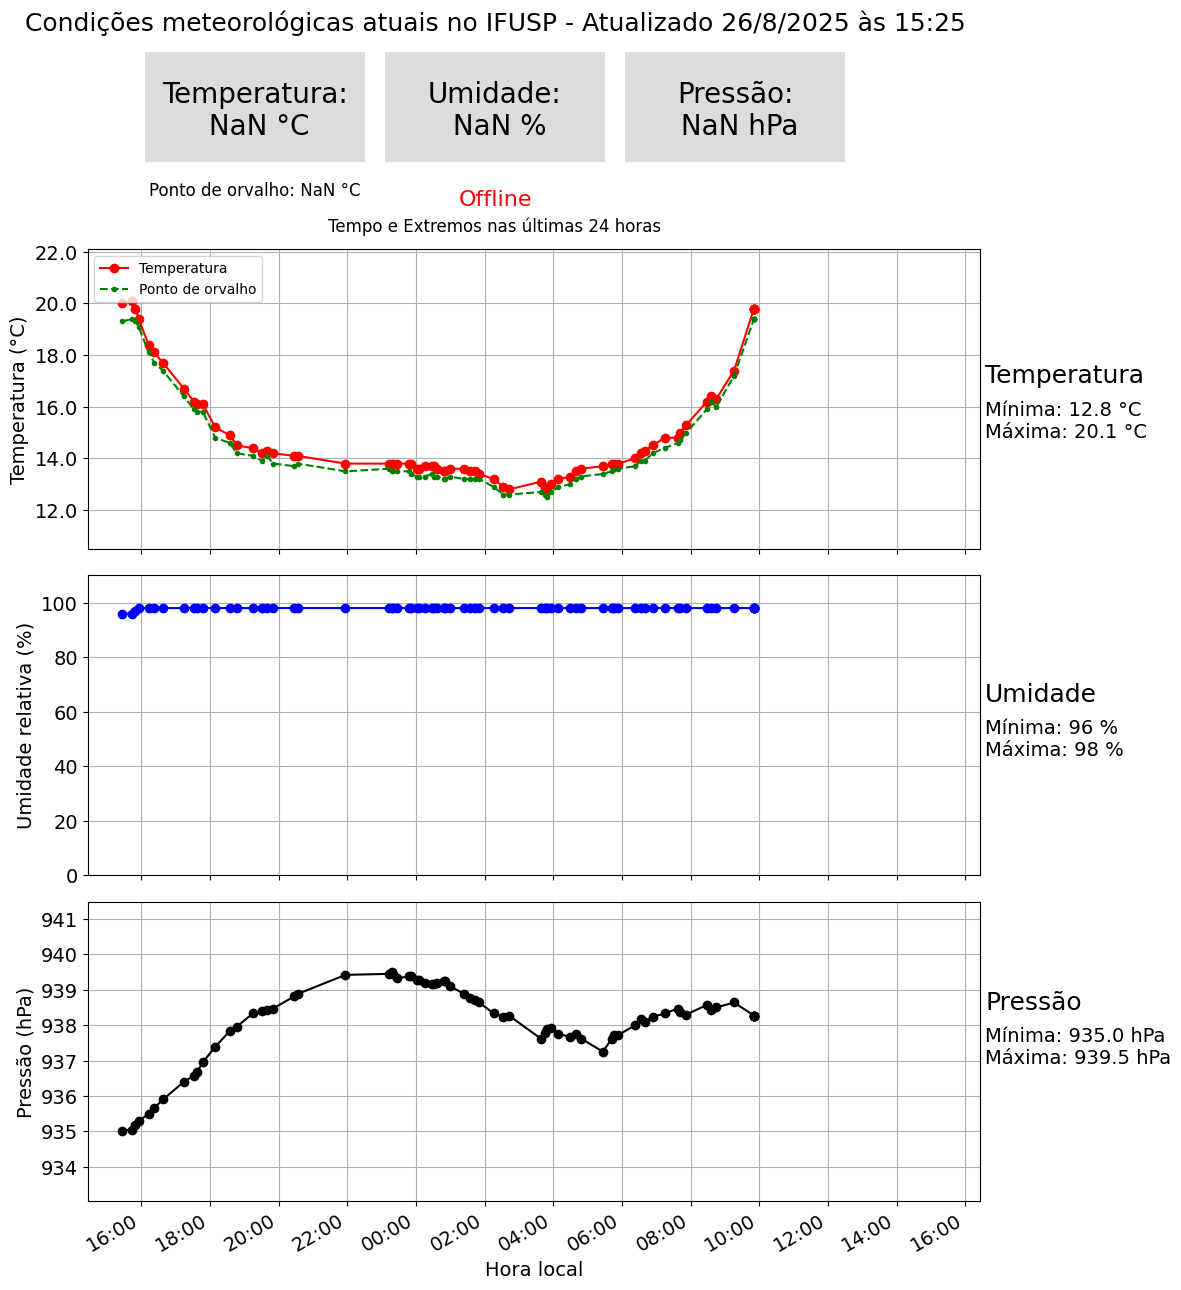 Condições meteorológicas atuais no IFUSP - Atualizado 26/8/2025 às 15:25
Temperatura:
NaN °C
Umidade:
NaN %
Pressão:
NaN hPa
Ponto de orvalho: NaN °C
Offline
Tempo e Extremos nas últimas 24 horas
Temperatura
Ponto de orvalho
Temperatura (°C)
22.0
20.0
18.0
16.0
14.0
12.0
Temperatura
Mínima: 12.8 °C
Máxima: 20.1 °C
Umidade relativa (%)
100
80
60
40
20
0
Umidade
Mínima: 96 %
Máxima: 98 %
Pressão (hPa)
941
940
939
938
937
936
935
934
Pressão
Mínima: 935.0 hPa
Máxima: 939.5 hPa
16:00
18:00
20:00
22:00
00:00
02:00
04:00
06:00
08:00
10:00
12:00
14:00
16:00
Hora local